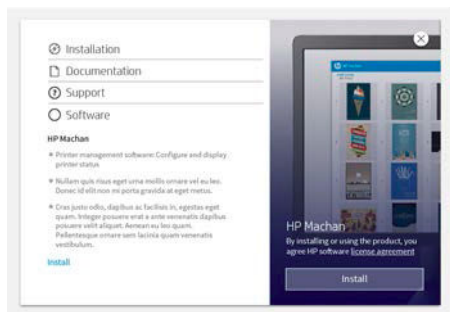 Installation
Documentation
Support
Software
HP Machan
Printer management software: Configure and display
printer status
Nullam quis risus eget urna mollis ornare vel eu leo.
Donec id elit non mi porta gravida at eget metus.
Cras justo odio, dapibus ac facilisis in, egestas eget
quam. Integer posuere erat a ante venenatis dapibus
posuere velit aliquet. Aenean eu leo quam.
Pellentesque ornare sem lacinia quam venenatis
vestibulum.
Install
HP Machan
By installing or using the product, you
agree HP software license agreement
Install